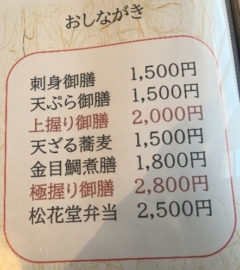 おしながき
刺身御膳 1,500円
天ぷら御膳 1,500円
上握り御膳 2,000円
天ざる蕎麦 1,500円
金目鯛煮膳 1,800円
極握り御膳 2,800円
松花堂弁当 2,500円